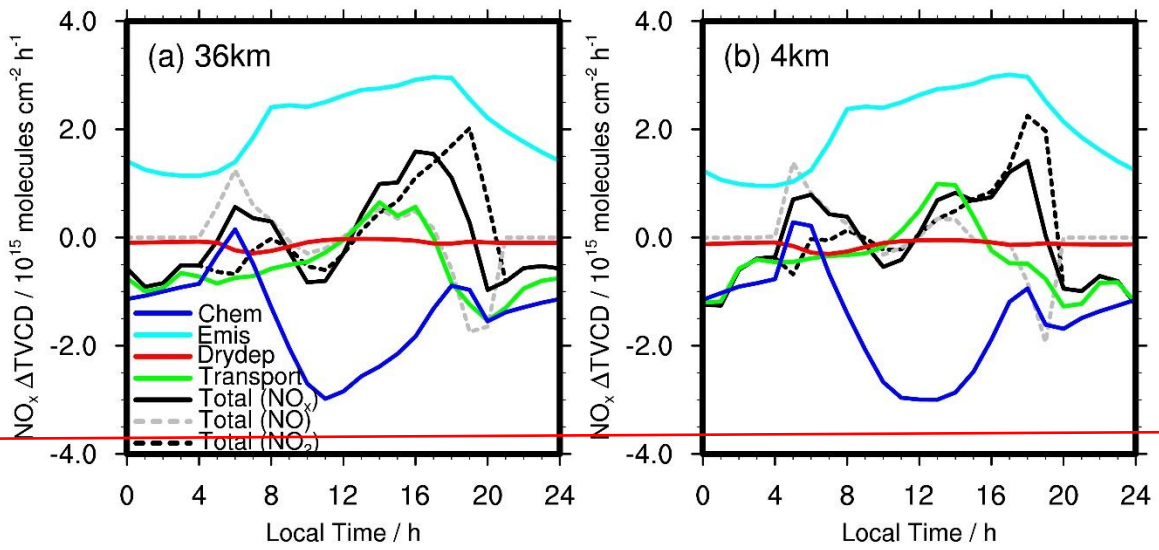 (a) 36km
(b) 4km
NOₓ ΔTVCD / 10¹⁵ molecules cm⁻² h⁻¹
4.0
2.0
0.0
-2.0
-4.0
Chem
Emis
Drydep
Transport
Total (NOₓ)
Total (NO)
Total (NO₂)
0 4 8 12 16 20 24
Local Time / h
NOₓ ΔTVCD / 10¹⁵ molecules cm⁻² h⁻¹
4.0
2.0
0.0
-2.0
-4.0
0 4 8 12 16 20 24
Local Time / h